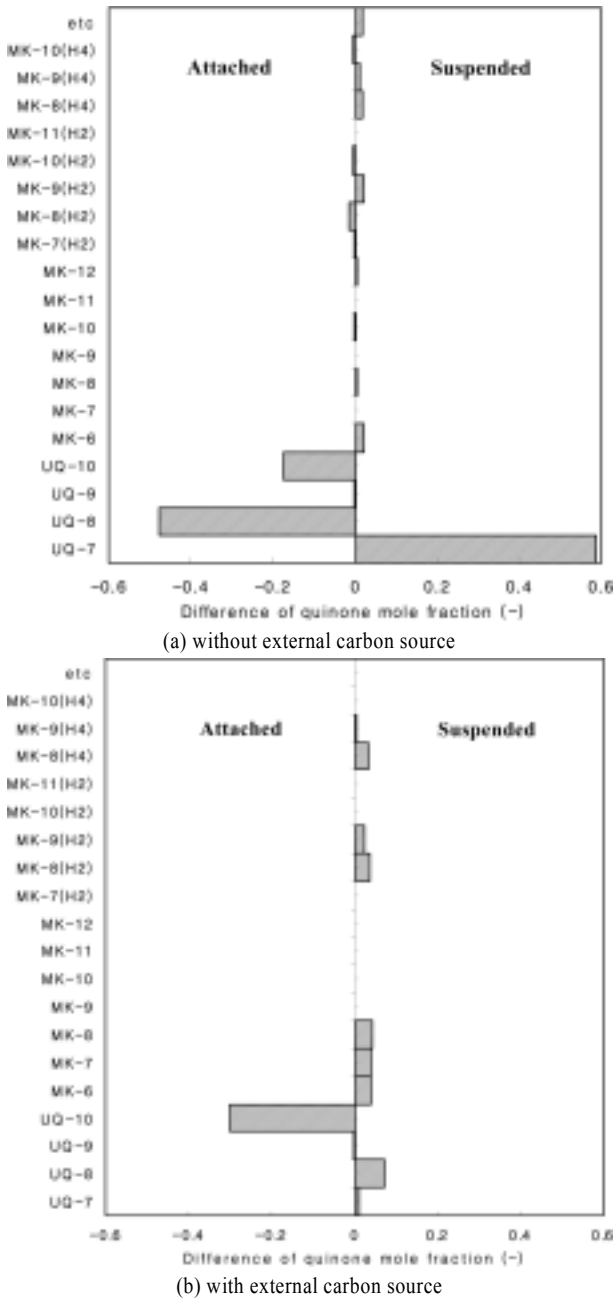 etc
MK-10(H4)
Attached
Suspended
MK-9(H4)
MK-8(H4)
MK-11(H2)
MK-10(H2)
MK-9(H2)
MK-8(H2)
MK-7(H2)
MK-12
MK-11
MK-10
MK-9
MK-8
MK-7
MK-6
UQ-10
UQ-9
UQ-8
UQ-7
-0.6 -0.4 -0.2 0 0.2 0.4 0.6
Difference of quinone mole fraction (-)
(a) without external carbon source
etc
MK-10(H4)
MK-9(H4)
Attached
Suspended
MK-8(H4)
MK-11(H2)
MK-10(H2)
MK-9(H2)
MK-8(H2)
MK-7(H2)
MK-12
MK-11
MK-10
MK-9
MK-8
MK-7
MK-6
UQ-10
UQ-9
UQ-8
UQ-7
-0.6 -0.4 -0.2 0 0.2 0.4 0.6
Difference of quinone mole fraction (-)
(b) with external carbon source